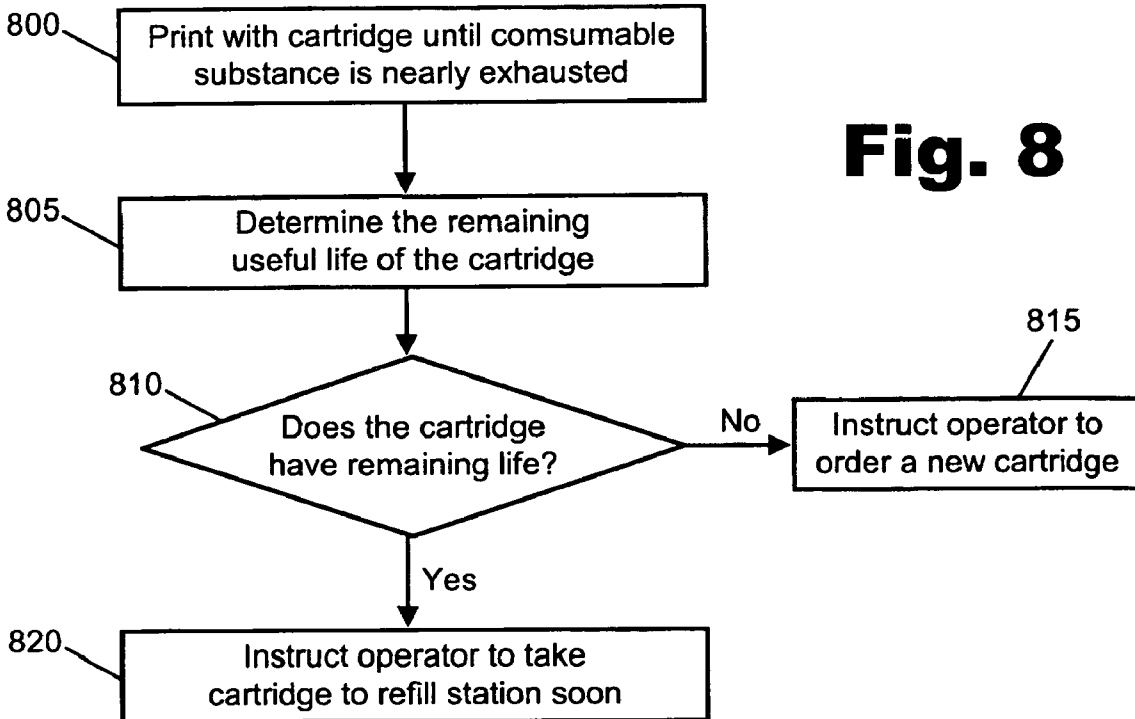 800
Print with cartridge until comsumable
substance is nearly exhausted
Fig. 8
805
Determine the remaining
useful life of the cartridge
810
Does the cartridge
have remaining life?
No
815
Instruct operator to
order a new cartridge
Yes
820
Instruct operator to take
cartridge to refill station soon